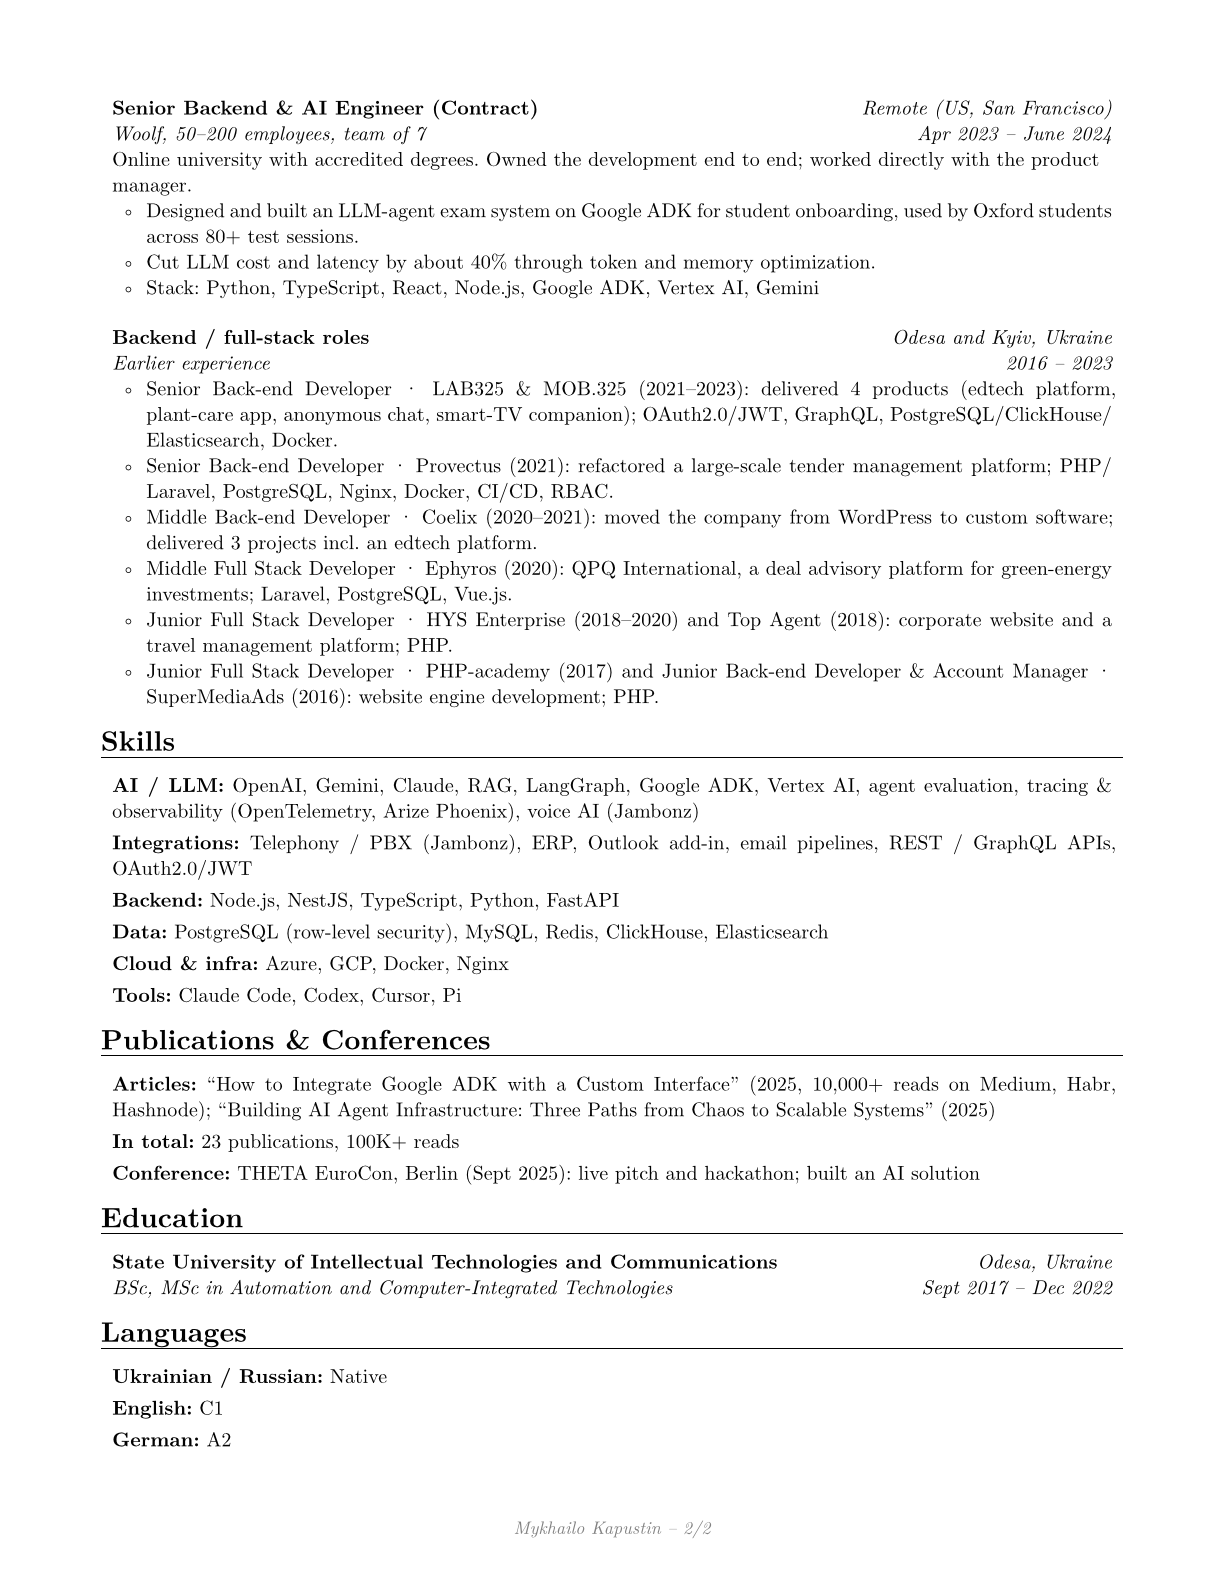 Senior Backend & AI Engineer (Contract) Remote (US, San Francisco)
Woolf, 50–200 employees, team of 7 Apr 2023 – June 2024
Online university with accredited degrees. Owned the development end to end; worked directly with the product
manager.
◦ Designed and built an LLM-agent exam system on Google ADK for student onboarding, used by Oxford students
across 80+ test sessions.
◦ Cut LLM cost and latency by about 40% through token and memory optimization.
◦ Stack: Python, TypeScript, React, Node.js, Google ADK, Vertex AI, Gemini
Backend / full-stack roles Odesa and Kyiv, Ukraine
Earlier experience 2016 – 2023
◦ Senior Back-end Developer · LAB325 & MOB.325 (2021–2023): delivered 4 products (edtech platform,
plant-care app, anonymous chat, smart-TV companion); OAuth2.0/JWT, GraphQL, PostgreSQL/ClickHouse/
Elasticsearch, Docker.
◦ Senior Back-end Developer · Provectus (2021): refactored a large-scale tender management platform; PHP/
Laravel, PostgreSQL, Nginx, Docker, CI/CD, RBAC.
◦ Middle Back-end Developer · Coelix (2020–2021): moved the company from WordPress to custom software;
delivered 3 projects incl. an edtech platform.
◦ Middle Full Stack Developer · Ephyros (2020): QPQ International, a deal advisory platform for green-energy
investments; Laravel, PostgreSQL, Vue.js.
◦ Junior Full Stack Developer · HYS Enterprise (2018–2020) and Top Agent (2018): corporate website and a
travel management platform; PHP.
◦ Junior Full Stack Developer · PHP-academy (2017) and Junior Back-end Developer & Account Manager ·
SuperMediaAds (2016): website engine development; PHP.
Skills
AI / LLM: OpenAI, Gemini, Claude, RAG, LangGraph, Google ADK, Vertex AI, agent evaluation, tracing &
observability (OpenTelemetry, Arize Phoenix), voice AI (Jambonz)
Integrations: Telephony / PBX (Jambonz), ERP, Outlook add-in, email pipelines, REST / GraphQL APIs,
OAuth2.0/JWT
Backend: Node.js, NestJS, TypeScript, Python, FastAPI
Data: PostgreSQL (row-level security), MySQL, Redis, ClickHouse, Elasticsearch
Cloud & infra: Azure, GCP, Docker, Nginx
Tools: Claude Code, Codex, Cursor, Pi
Publications & Conferences
Articles: “How to Integrate Google ADK with a Custom Interface” (2025, 10,000+ reads on Medium, Habr,
Hashnode); “Building AI Agent Infrastructure: Three Paths from Chaos to Scalable Systems” (2025)
In total: 23 publications, 100K+ reads
Conference: THETA EuroCon, Berlin (Sept 2025): live pitch and hackathon; built an AI solution
Education
State University of Intellectual Technologies and Communications Odesa, Ukraine
BSc, MSc in Automation and Computer-Integrated Technologies Sept 2017 – Dec 2022
Languages
Ukrainian / Russian: Native
English: C1
German: A2
Mykhailo Kapustin – 2/2